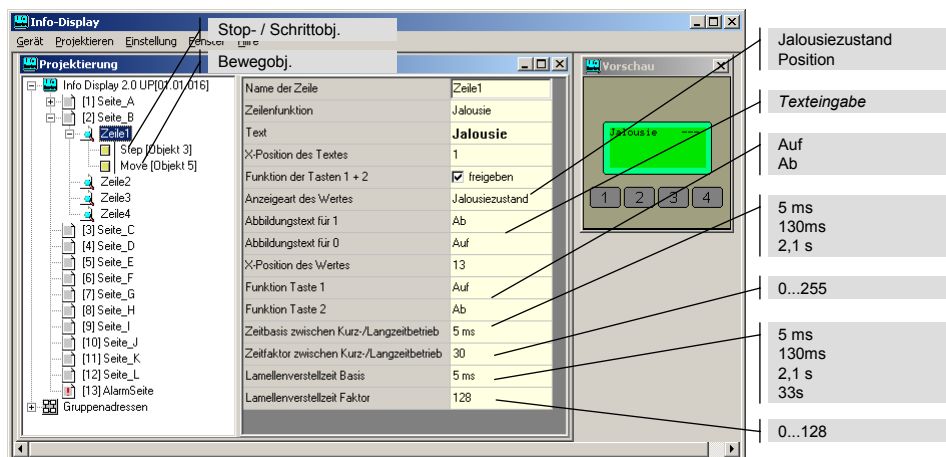 Info-Display
Gerät Projektieren Einstellung Fenster Hilfe
Stop- / Schrittobj.
Bewegobj.
Projektierung
Info Display 2.0 UP[01.01.016]
[1] Seite_A
[2] Seite_B
Zeile1
Step [Objekt 3]
Move [Objekt 5]
Zeile2
Zeile3
Zeile4
[3] Seite_C
[4] Seite_D
[5] Seite_E
[6] Seite_F
[7] Seite_G
[8] Seite_H
[9] Seite_I
[10] Seite_J
[11] Seite_K
[12] Seite_L
[13] AlarmSeite
Gruppenadressen
Name der Zeile Zeile1
Zeilenfunktion Jalousie
Text Jalousie
X-Position des Textes 1
Funktion der Tasten 1 + 2 freigeben
Anzeigeart des Wertes Jalousiezustand
Abbildungstext für 1 Ab
Abbildungstext für 0 Auf
X-Position des Wertes 13
Funktion Taste 1 Auf
Funktion Taste 2 Ab
Zeitbasis zwischen Kurz-/Langzeitbetrieb 5 ms
Zeitfaktor zwischen Kurz-/Langzeitbetrieb 30
Lamellenverstellzeit Basis 5 ms
Lamellenverstellzeit Faktor 128
Vorschau
Jalousie ---
1 2 3 4
Jalousiezustand
Position
Texteingabe
Auf
Ab
5 ms
130ms
2,1 s
0...255
5 ms
130ms
2,1 s
33s
0...128